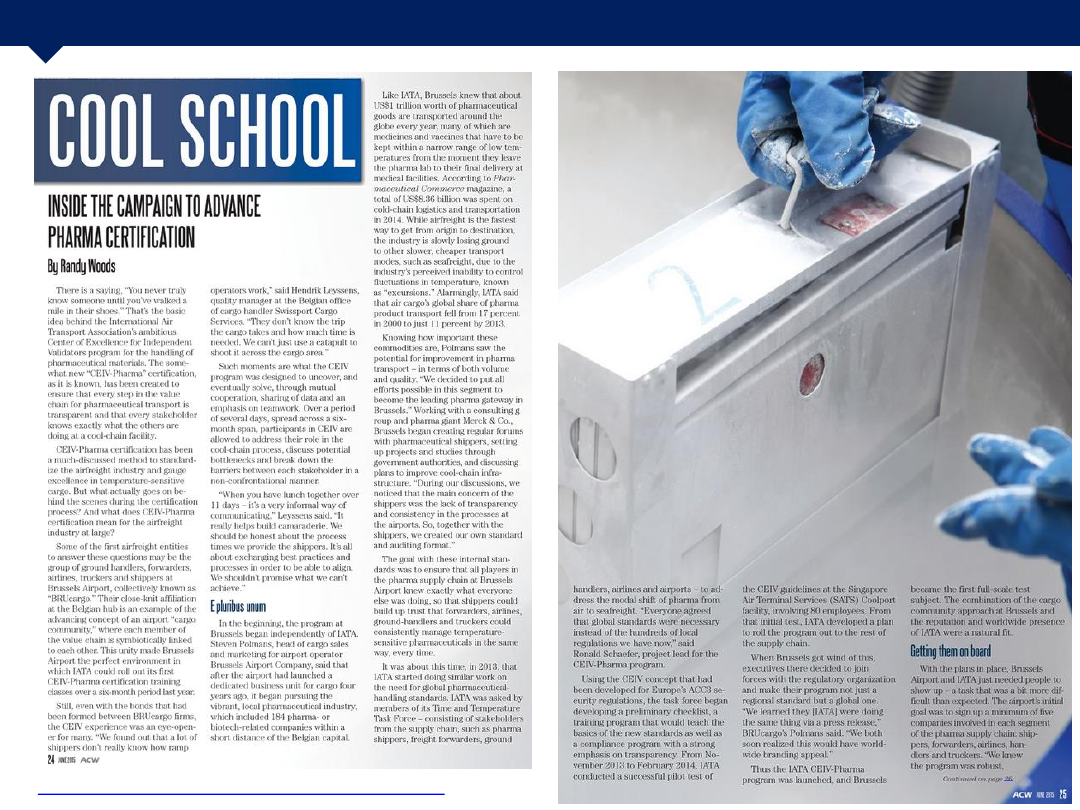 COOL SCHOOL
INSIDE THE CAMPAIGN TO ADVANCE
PHARMA CERTIFICATION
By Randy Woods
There is a saying, "You never truly
know someone until you've walked a
mile in their shoes." That's the basic
idea behind the International Air
Transport Association's ambitious
Center of Excellence for Independent
Validators program for the handling of
pharmaceutical materials. The some-
what new "CEIV-Pharma" certification,
as it is known, has been created to
ensure that every step in the value
chain for pharmaceutical transport is
transparent and that every stakeholder
knows exactly what the others are
doing at a cool-chain facility.
CEIV-Pharma certification has been
a much-discussed method to standard-
ize the airfreight industry and gauge
excellence in temperature-sensitive
cargo. But what actually goes on be-
hind the scenes during the certification
process? And what does CEIV-Pharma
certification mean for the airfreight
industry at large?
Some of the first airfreight entities
to answer these questions may be the
group of ground handlers, forwarders,
airlines, truckers and shippers at
Brussels Airport, collectively known as
"BRUcargo." Their close-knit affiliation
at the Belgian hub is an example of the
advancing concept of an airport "cargo
community," where each member of
the value chain is symbiotically linked
to each other. This unity made Brussels
Airport the perfect environment in
which IATA could roll out its first
CEIV-Pharma certification training
classes over a six-month period last year.
Still, even with the bonds that had
been formed between BRUcargo firms,
the CEIV experience was an eye-open-
er for many. "We found out that a lot of
shippers don't really know how ramp
operators work," said Hendrik Leyssens,
quality manager at the Belgian office
of cargo handler Swissport Cargo
Services. "They don't know the trip
the cargo takes and how much time is
needed. We can't just use a catapult to
shoot it across the cargo area."
Such moments are what the CEIV
program was designed to uncover, and
eventually solve, through mutual
cooperation, sharing of data and an
emphasis on teamwork. Over a period
of several days, spread across a six-
month span, participants in CEIV are
allowed to address their role in the
cool-chain process, discuss potential
bottlenecks and break down the
barriers between each stakeholder in a
non-confrontational manner.
"When you have lunch together over
11 days – it's a very informal way of
communicating," Leyssens said. "It
really helps build camaraderie. We
should be honest about the process
times we provide the shippers. It's all
about exchanging best practices and
processes in order to be able to align.
We shouldn't promise what we can't
achieve."
E pluribus unum
In the beginning, the program at
Brussels began independently of IATA.
Steven Polmans, head of cargo sales
and marketing for airport operator
Brussels Airport Company, said that
after the airport had launched a
dedicated business unit for cargo four
years ago, it began pursuing the
vibrant, local pharmaceutical industry,
which included 184 pharma- or
biotech-related companies within a
short distance of the Belgian capital.
Like IATA, Brussels knew that about
US$1 trillion worth of pharmaceutical
goods are transported around the
globe every year, many of which are
medicines and vaccines that have to be
kept within a narrow range of low tem-
peratures from the moment they leave
the pharma lab to their final delivery at
medical facilities. According to Phar-
maceutical Commerce magazine, a
total of US$8.36 billion was spent on
cold-chain logistics and transportation
in 2014. While airfreight is the fastest
way to get from origin to destination,
the industry is slowly losing ground
to other slower, cheaper transport
modes, such as seafreight, due to the
industry's perceived inability to control
fluctuations in temperature, known
as "excursions." Alarmingly, IATA said
that air cargo's global share of pharma
product transport fell from 17 percent
in 2000 to just 11 percent by 2013.
Knowing how important these
commodities are, Polmans saw the
potential for improvement in pharma
transport – in terms of both volume
and quality. "We decided to put all
efforts possible in this segment to
become the leading pharma gateway in
Brussels." Working with a consulting g
roup and pharma giant Merck & Co.,
Brussels began creating regular forums
with pharmaceutical shippers, setting
up projects and studies through
government authorities, and discussing
plans to improve cool-chain infra-
structure. "During our discussions, we
noticed that the main concern of the
shippers was the lack of transparency
and consistency in the processes at
the airports. So, together with the
shippers, we created our own standard
and auditing format."
The goal with these internal stan-
dards was to ensure that all players in
the pharma supply chain at Brussels
Airport knew exactly what everyone
else was doing, so that shippers could
build up trust that forwarders, airlines,
ground-handlers and truckers could
consistently manage temperature-
sensitive pharmaceuticals in the same
way, every time.
It was about this time, in 2013, that
IATA started doing similar work on
the need for global pharmaceutical-
handling standards. IATA was asked by
members of its Time and Temperature
Task Force – consisting of stakeholders
from the supply chain, such as pharma
shippers, freight forwarders, ground
24 JUNE 2015 ACW
2
handlers, airlines and airports – to ad-
dress the modal shift of pharma from
air to seafreight. "Everyone agreed
that global standards were necessary
instead of the hundreds of local
regulations we have now," said
Ronald Schaefer, project lead for the
CEIV-Pharma program.
Using the CEIV concept that had
been developed for Europe's ACC3 se-
curity regulations, the task force began
developing a preliminary checklist, a
training program that would teach the
basics of the new standards as well as
a compliance program with a strong
emphasis on transparency. From No-
vember 2013 to February 2014, IATA
conducted a successful pilot test of
the CEIV guidelines at the Singapore
Air Terminal Services (SATS) Coolport
facility, involving 80 employees. From
that initial test, IATA developed a plan
to roll the program out to the rest of
the supply chain.
When Brussels got wind of this,
executives there decided to join
forces with the regulatory organization
and make their program not just a
regional standard but a global one.
"We learned they [IATA] were doing
the same thing via a press release,"
BRUcargo's Polmans said. "We both
soon realized this would have world-
wide branding appeal."
Thus the IATA CEIV-Pharma
program was launched, and Brussels
became the first full-scale test
subject. The combination of the cargo
community approach at Brussels and
the reputation and worldwide presence
of IATA were a natural fit.
Getting them on board
With the plans in place, Brussels
Airport and IATA just needed people to
show up – a task that was a bit more dif-
ficult than expected. The airport's initial
goal was to sign up a minimum of five
companies involved in each segment
of the pharma supply chain: ship-
pers, forwarders, airlines, han-
dlers and truckers. "We knew
the program was robust,
Continued on page 26.
ACW JUNE 2015 25